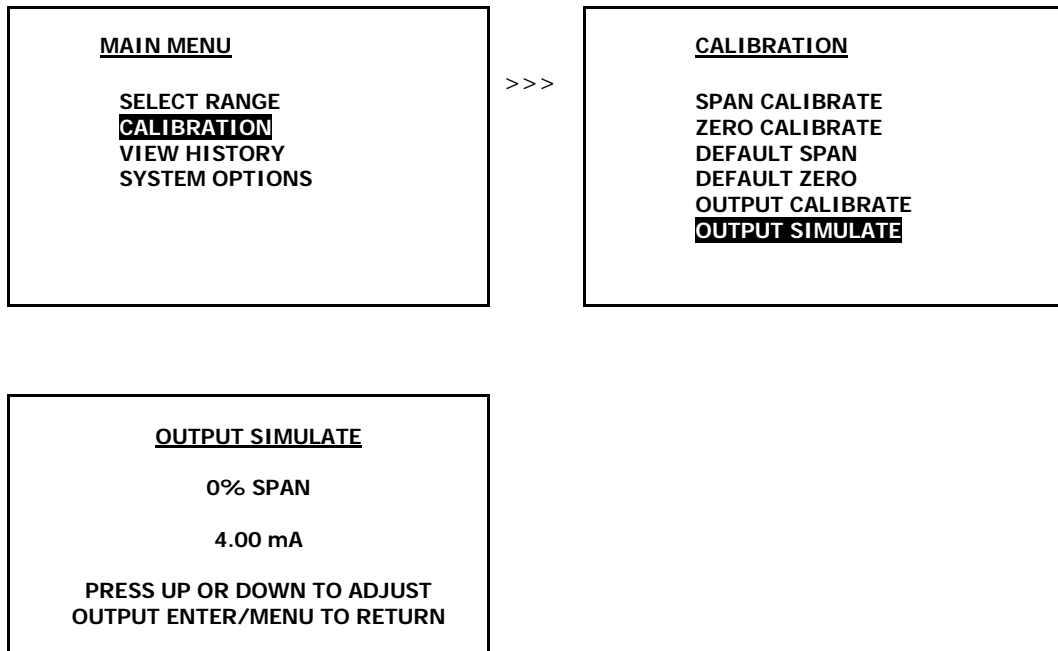 MAIN MENU
SELECT RANGE
CALIBRATION
VIEW HISTORY
SYSTEM OPTIONS
>>>
CALIBRATION
SPAN CALIBRATE
ZERO CALIBRATE
DEFAULT SPAN
DEFAULT ZERO
OUTPUT CALIBRATE
OUTPUT SIMULATE
OUTPUT SIMULATE
0% SPAN
4.00 mA
PRESS UP OR DOWN TO ADJUST
OUTPUT ENTER/MENU TO RETURN